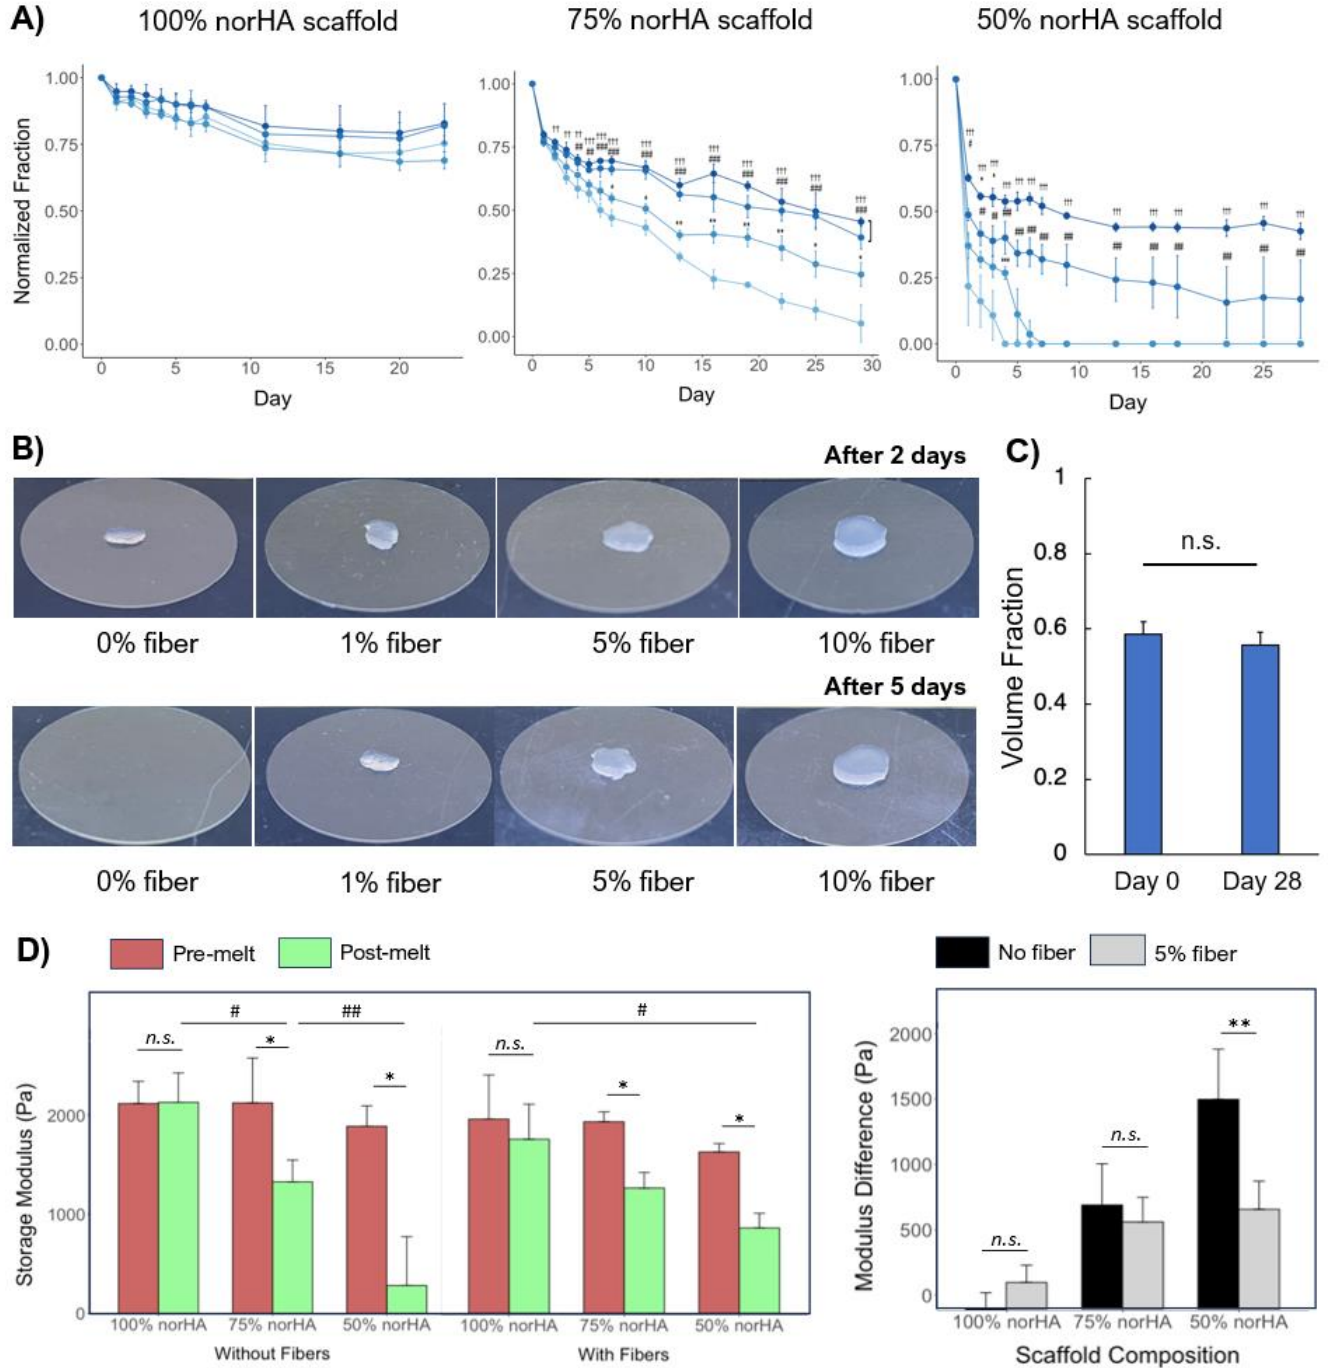 A)
100% norHA scaffold
75% norHA scaffold
50% norHA scaffold
Normalized Fraction
1.00
0.75
0.50
0.25
0.00
0
5
10
15
20
Day
1.00
0.75
0.50
0.25
0.00
0
5
10
15
20
25
30
Day
1.00
0.75
0.50
0.25
0.00
0
5
10
15
20
25
Day
B)
After 2 days
0% fiber
1% fiber
5% fiber
10% fiber
After 5 days
0% fiber
1% fiber
5% fiber
10% fiber
C)
Volume Fraction
1
0.8
0.6
0.4
0.2
0
n.s.
Day 0
Day 28
D)
Pre-melt
Post-melt
Storage Modulus (Pa)
2000
1000
0
n.s.
#
*
##
*
n.s.
#
*
*
100% norHA
75% norHA
50% norHA
100% norHA
75% norHA
50% norHA
Without Fibers
With Fibers
No fiber
5% fiber
Modulus Difference (Pa)
2000
1500
1000
500
0
n.s.
n.s.
**
100% norHA
75% norHA
50% norHA
Scaffold Composition